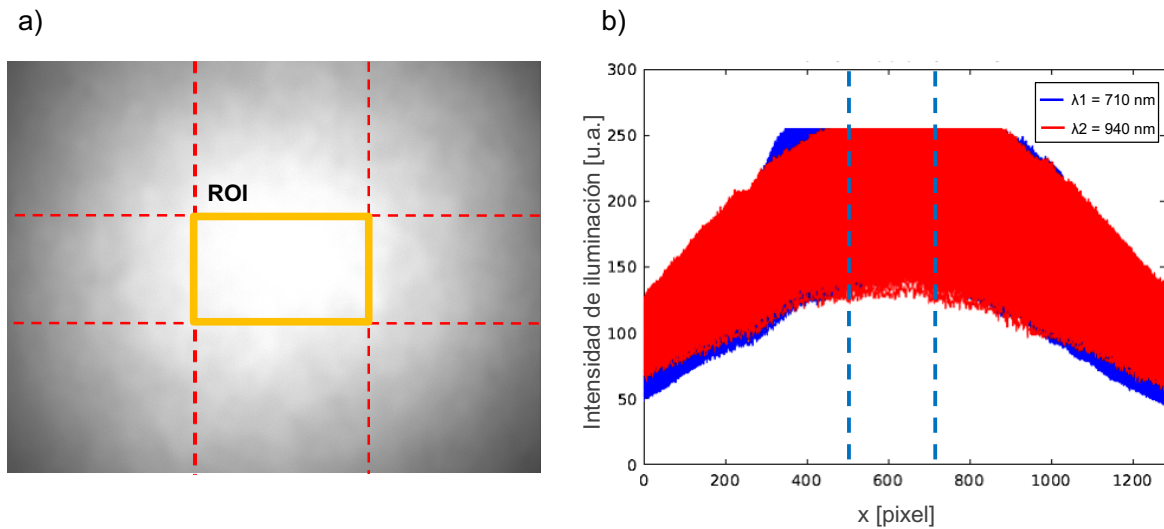 a)
ROI
b)
λ1 = 710 nm
λ2 = 940 nm
Intensidad de iluminación [u.a.]
300
250
200
150
100
50
0
0 200 400 600 800 1000 1200
x [pixel]